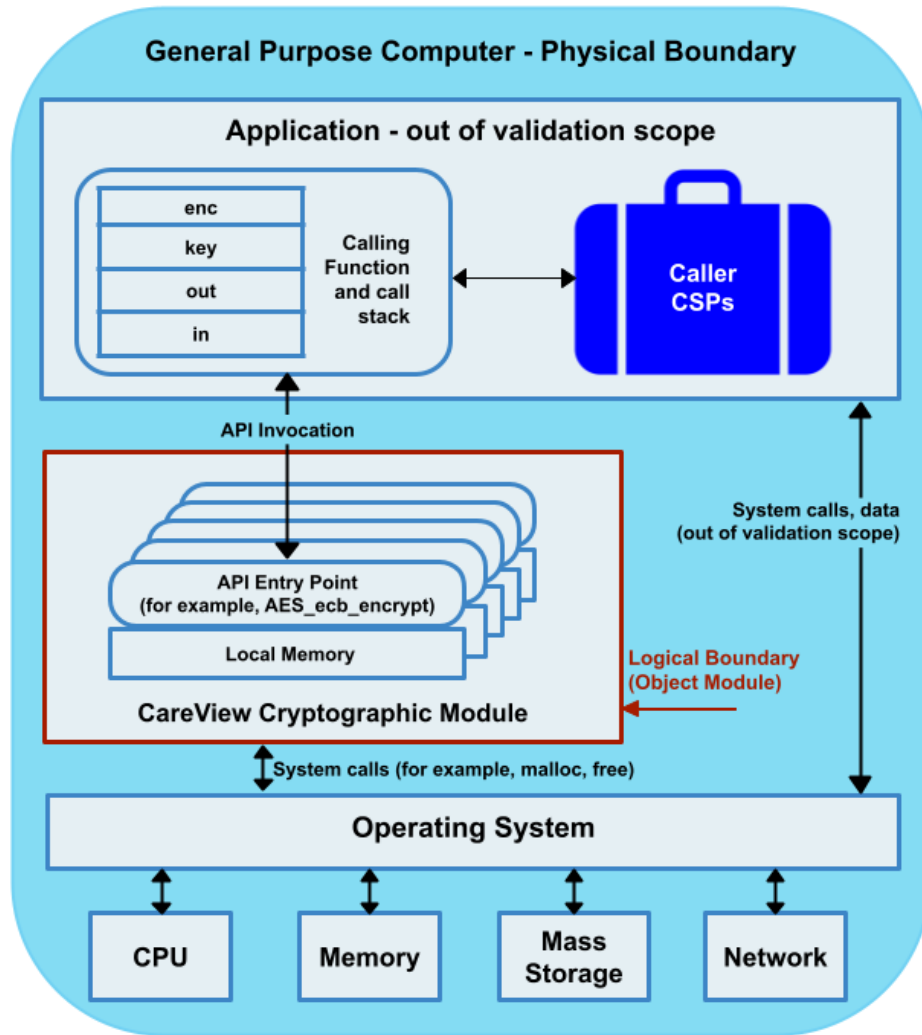 General Purpose Computer - Physical Boundary
Application - out of validation scope
enc
key
out
in
Calling
Function
and call
stack
Caller
CSPs
API Invocation
System calls, data
(out of validation scope)
API Entry Point
(for example, AES_ecb_encrypt)
Local Memory
CareView Cryptographic Module
Logical Boundary
(Object Module)
System calls (for example, malloc, free)
Operating System
CPU
Memory
Mass
Storage
Network